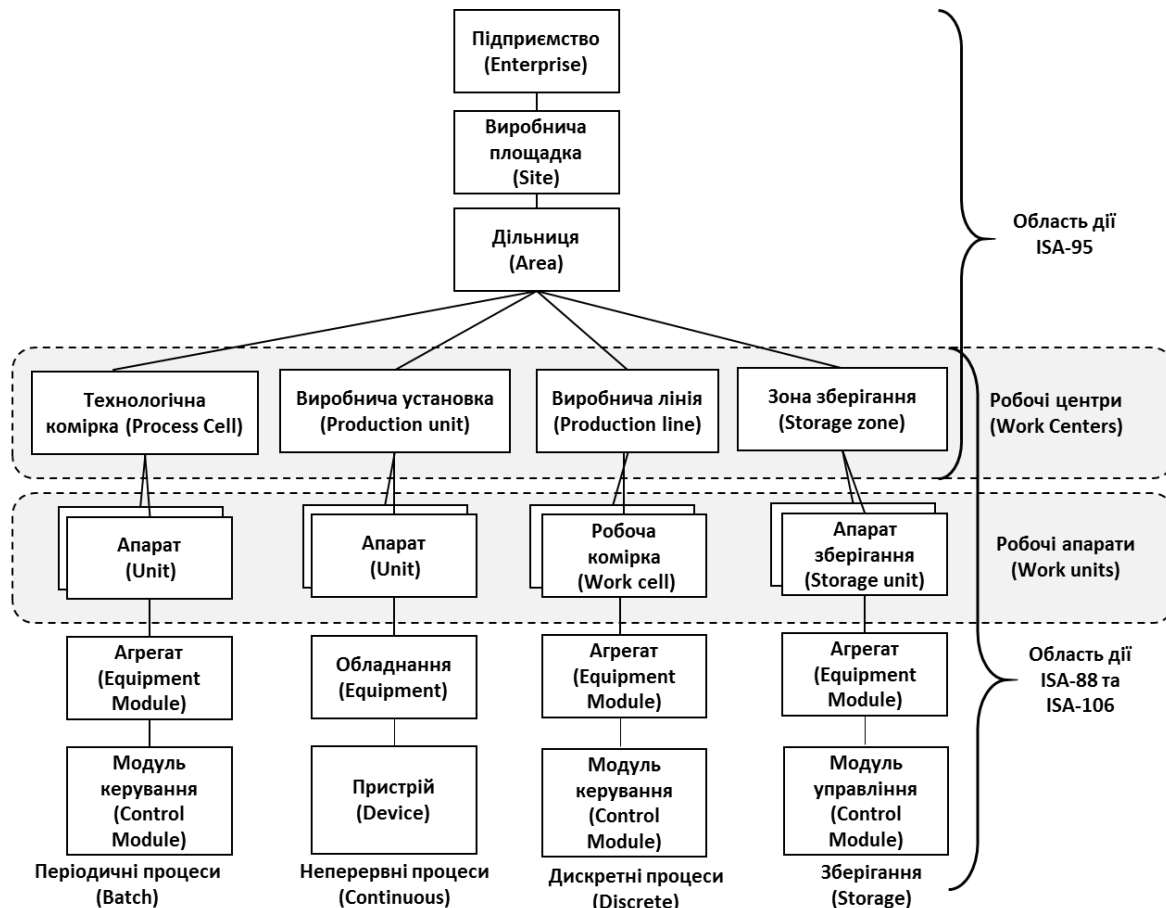 Підприємство
(Enterprise)
Виробнича
площадка
(Site)
Дільниця
(Area)
Область дії
ISA-95
Технологічна
комірка (Process Cell)
Виробнича установка
(Production unit)
Виробнича лінія
(Production line)
Зона зберігання
(Storage zone)
Робочі центри
(Work Centers)
Апарат
(Unit)
Апарат
(Unit)
Робоча
комірка
(Work cell)
Апарат
зберігання
(Storage unit)
Робочі апарати
(Work units)
Агрегат
(Equipment
Module)
Обладнання
(Equipment)
Агрегат
(Equipment
Module)
Агрегат
(Equipment
Module)
Область дії
ISA-88 та
ISA-106
Модуль
керування
(Control
Module)
Пристрій
(Device)
Модуль
керування
(Control
Module)
Модуль
управління
(Control
Module)
Періодичні процеси
(Batch)
Неперервні процеси
(Continuous)
Дискретні процеси
(Discrete)
Зберігання
(Storage)